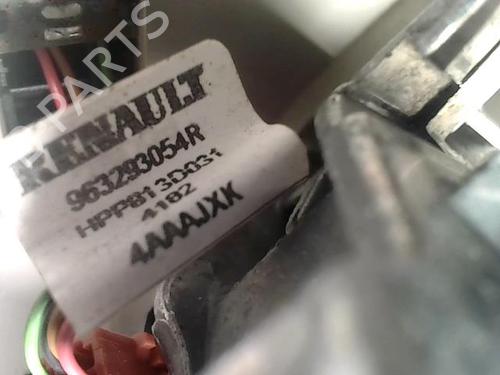 PARTS
RENAULT
963293054R
HPP813D031
4182
4AAAJXK